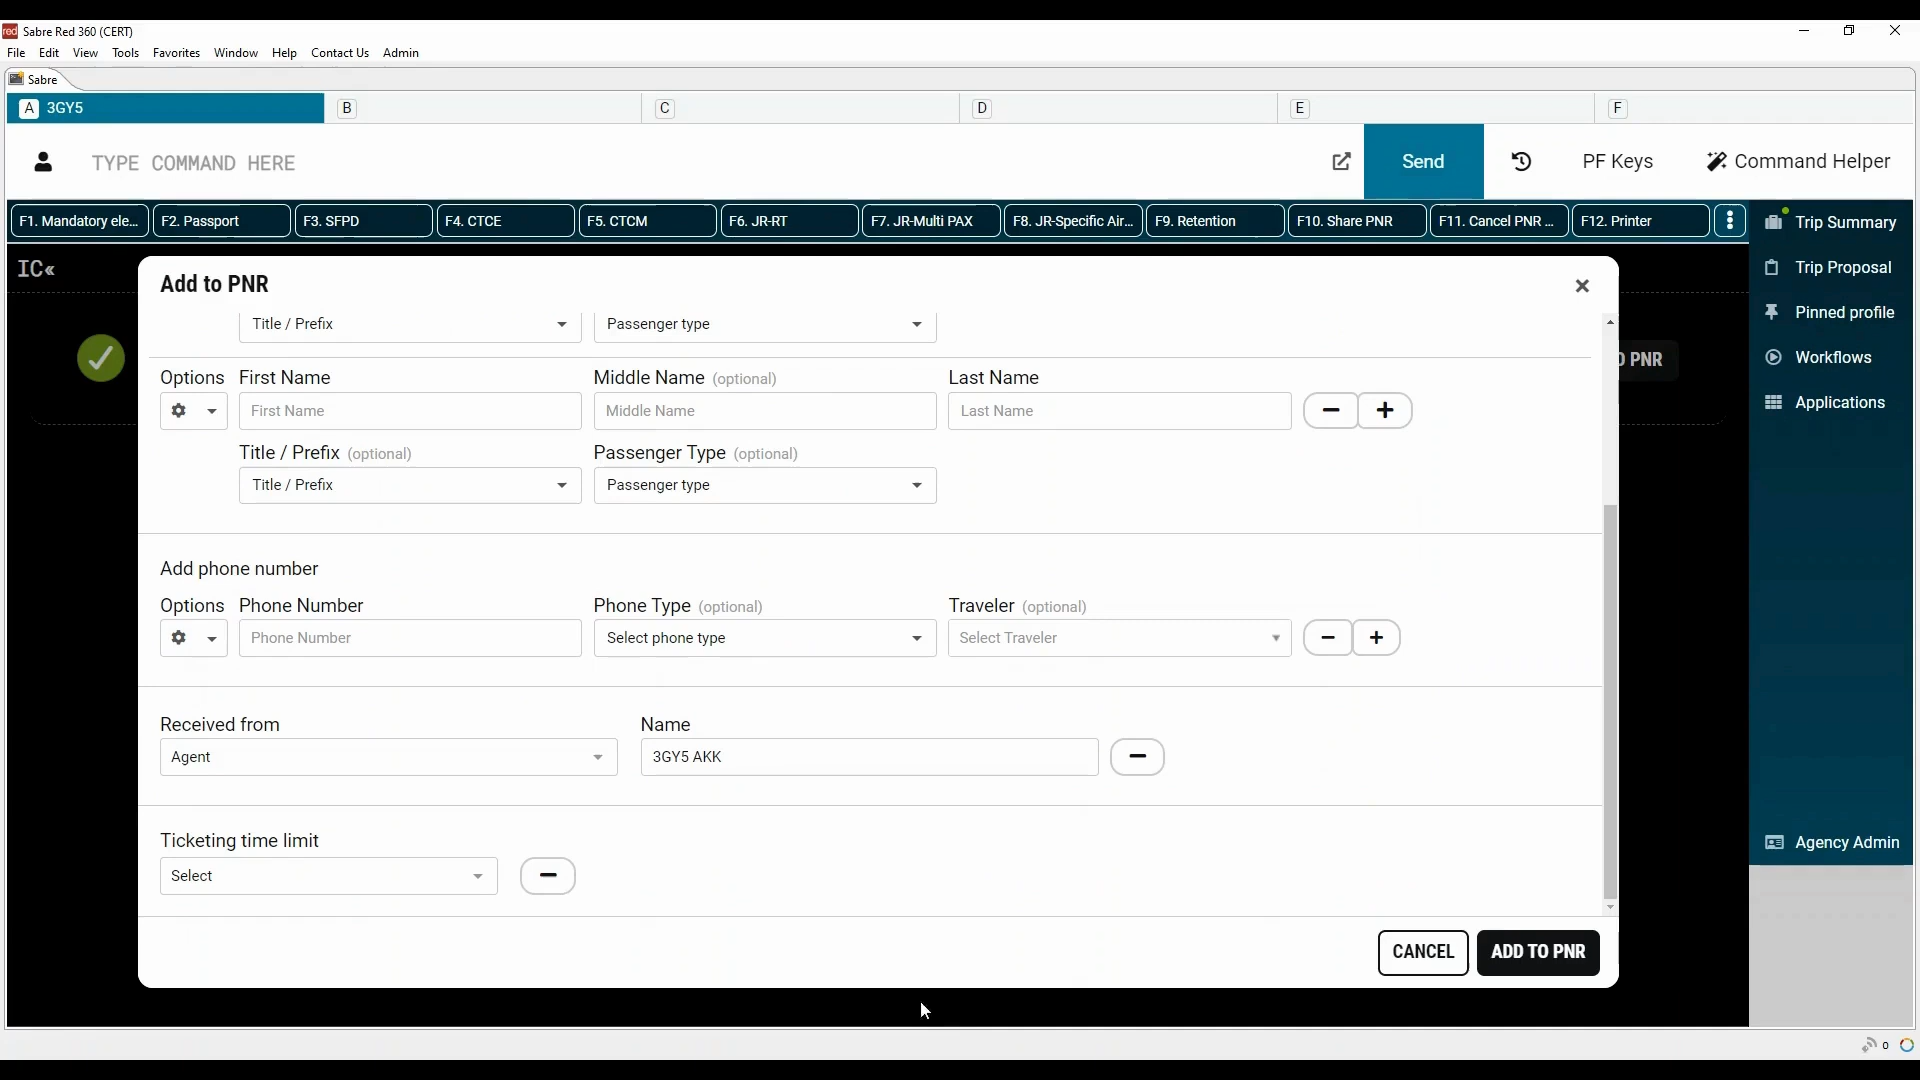 red Sabre Red 360 (CERT)
File Edit View Tools Favorites Window Help Contact Us Admin
Sabre
A 3GY5 B C D E F
TYPE COMMAND HERE Send PF Keys Command Helper
F1. Mandatory ele... F2. Passport F3. SFPD F4. CTCE F5. CTCM F6. JR-RT F7. JR-Multi PAX F8. JR-Specific Air... F9. Retention F10. Share PNR F11. Cancel PNR ... F12. Printer Trip Summary
IC«
Add to PNR
Trip Proposal
Pinned profile
Title / Prefix Passenger type
PNR
Workflows
Options First Name Middle Name (optional) Last Name
Applications
First Name Middle Name Last Name
Title / Prefix (optional) Passenger Type (optional)
Title / Prefix Passenger type
Add phone number
Options Phone Number Phone Type (optional) Traveler (optional)
Phone Number Select phone type Select Traveler
Received from Name
Agent 3GY5 AKK
Ticketing time limit
Agency Admin
Select
CANCEL ADD TO PNR
0